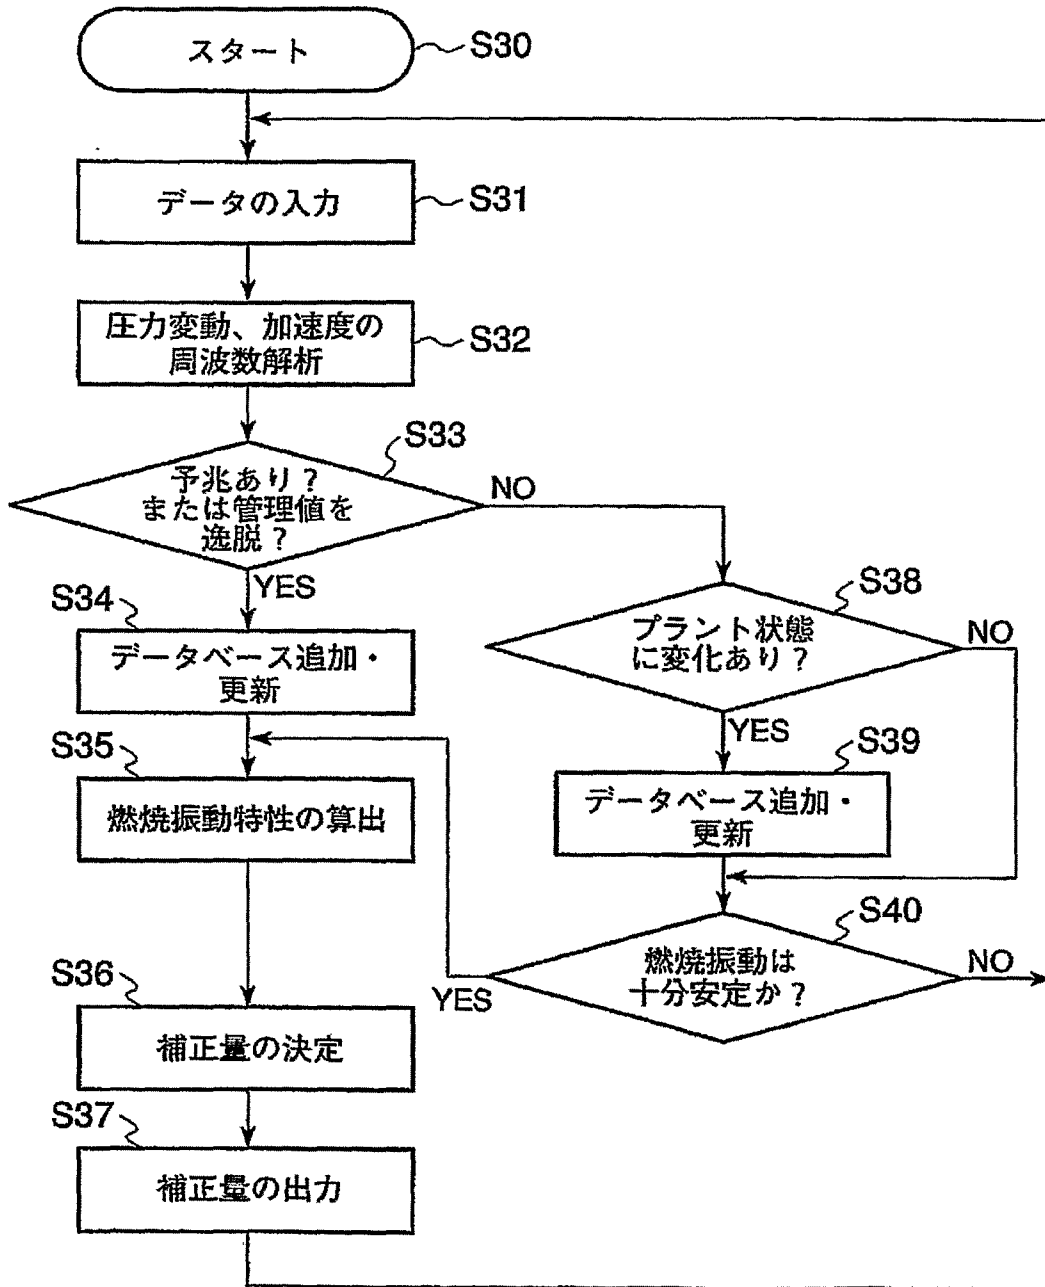 スタート
S30
データの入力
S31
圧力変動、加速度の
周波数解析
S32
S33
予兆あり？
または管理値を
逸脱？
NO
YES
S34
データベース追加・
更新
S38
プラント状態
に変化あり？
NO
YES
S39
データベース追加・
更新
S35
燃焼振動特性の算出
S40
燃焼振動は
十分安定か？
NO
YES
S36
補正量の決定
S37
補正量の出力